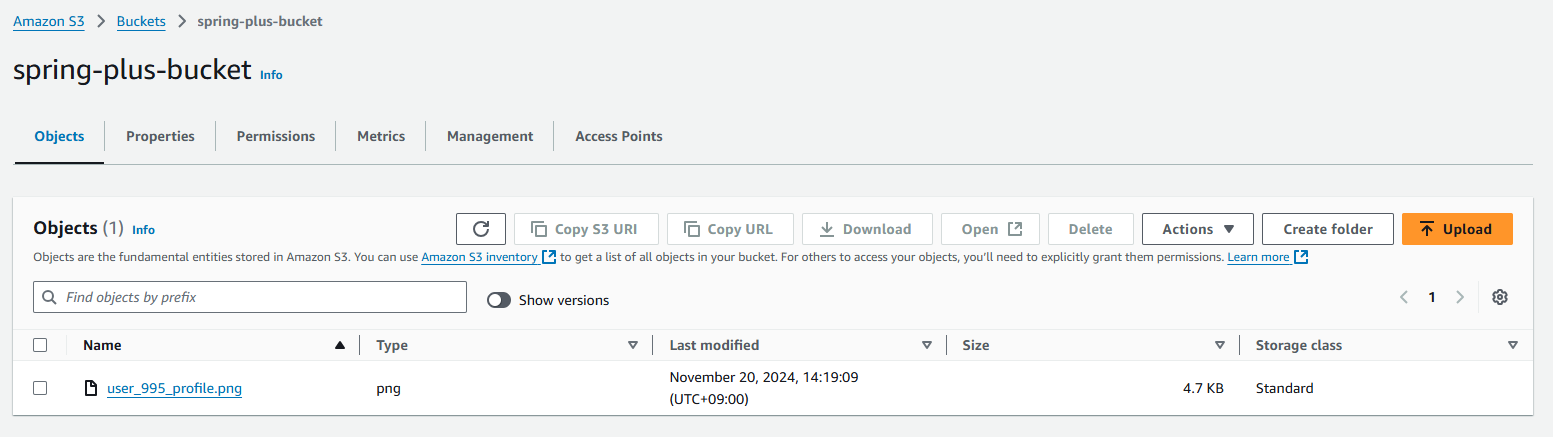 Amazon S3 > Buckets > spring-plus-bucket
spring-plus-bucket Info
Objects Properties Permissions Metrics Management Access Points
Objects (1) Info Copy S3 URI Copy URL Download Open Delete Actions Create folder Upload
Objects are the fundamental entities stored in Amazon S3. You can use Amazon S3 inventory to get a list of all objects in your bucket. For others to access your objects, you'll need to explicitly grant them permissions. Learn more
Find objects by prefix Show versions < 1 >
Name Type Last modified Size Storage class
user_995_profile.png png November 20, 2024, 14:19:09 4.7 KB Standard
(UTC+09:00)